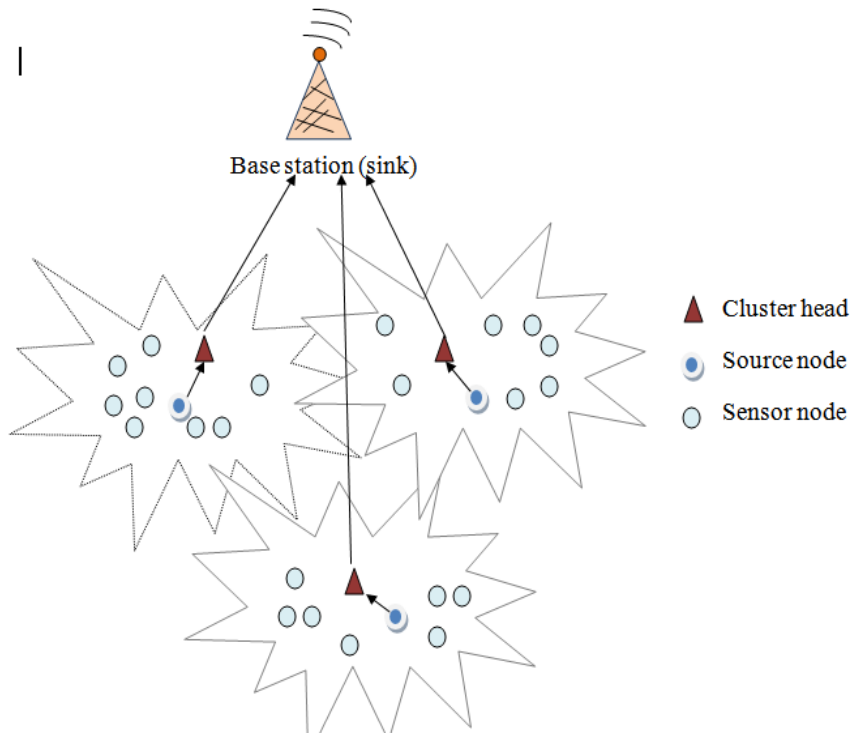 Base station (sink)
Cluster head
Source node
Sensor node